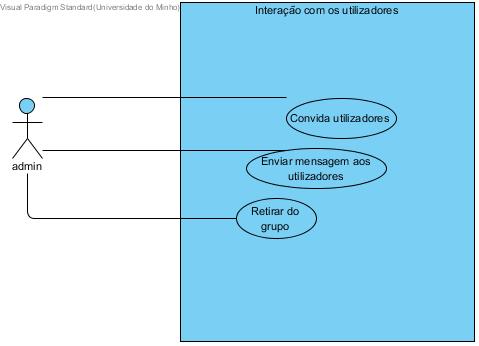 Visual Paradigm Standard(Universidade do Minho)
Interação com os utilizadores
Convida utilizadores
Enviar mensagem aos
utilizadores
admin
Retirar do
grupo